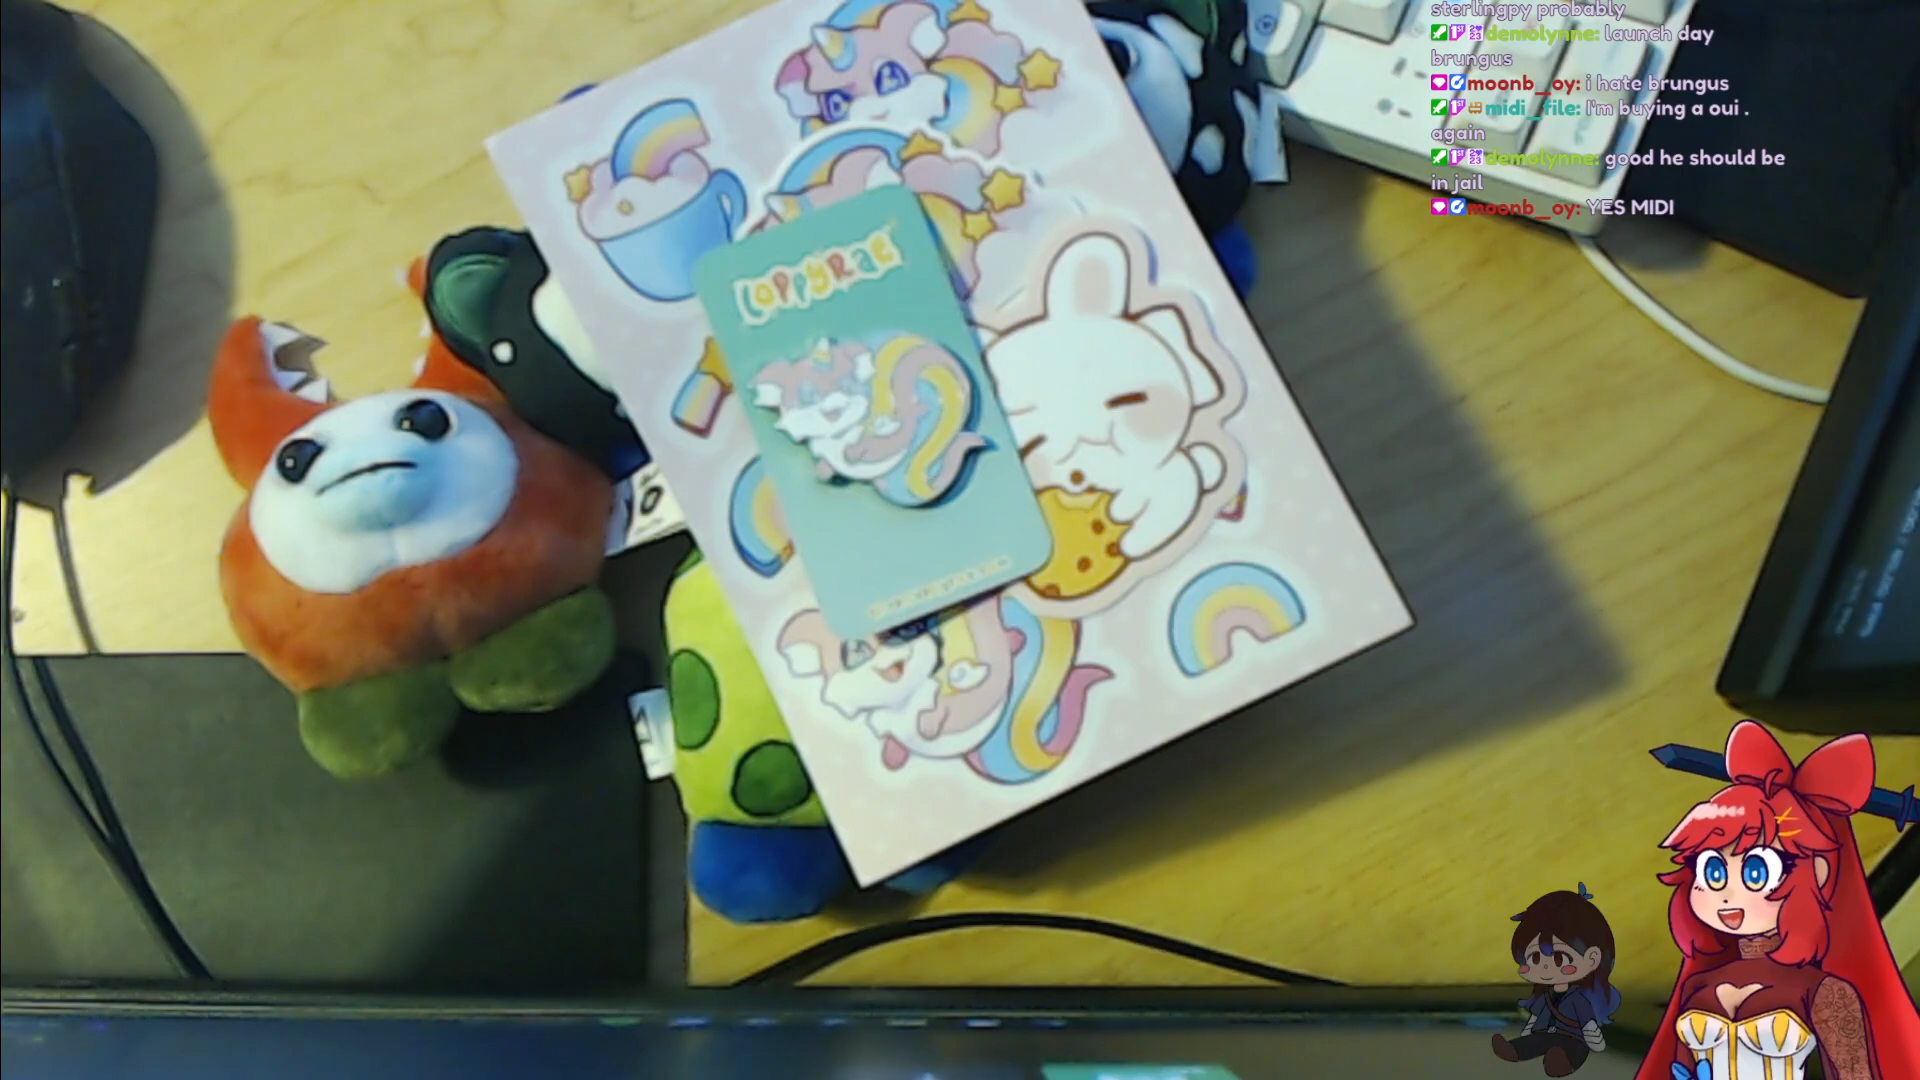 sterlingpy probably
demolynne: launch day
brungus
moonb_oy: i hate brungus
midi_file: I'm buying a oui .
again
demolynne: good he should be
in jail
moonb_oy: YES MIDI
loppyrae